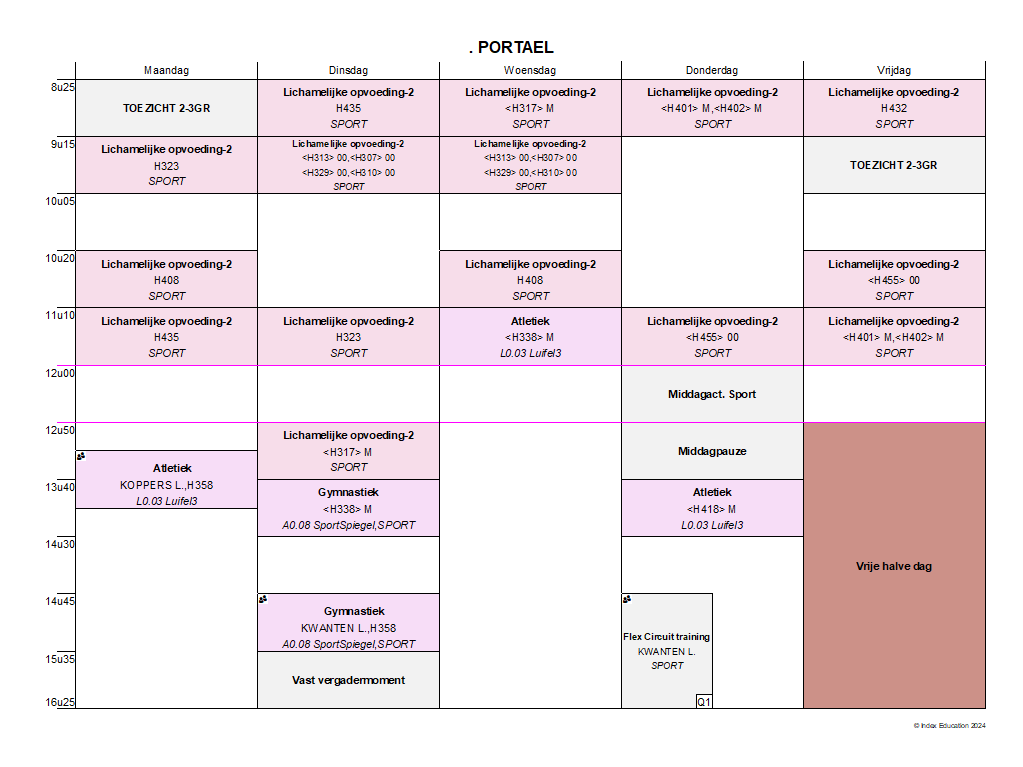 . PORTAEL
Maandag Dinsdag Woensdag Donderdag Vrijdag
8u25
TOEZICHT 2-3GR
Lichamelijke opvoeding-2
H435
SPORT
Lichamelijke opvoeding-2
<H317> M
SPORT
Lichamelijke opvoeding-2
<H401> M,<H402> M
SPORT
Lichamelijke opvoeding-2
H432
SPORT
9u15
Lichamelijke opvoeding-2
H323
SPORT
Lichamelijke opvoeding-2
<H313> 00,<H307> 00
<H329> 00,<H310> 00
SPORT
Lichamelijke opvoeding-2
<H313> 00,<H307> 00
<H329> 00,<H310> 00
SPORT
TOEZICHT 2-3GR
10u05
10u20
Lichamelijke opvoeding-2
H408
SPORT
Lichamelijke opvoeding-2
H408
SPORT
Lichamelijke opvoeding-2
<H455> 00
SPORT
11u10
Lichamelijke opvoeding-2
H435
SPORT
Lichamelijke opvoeding-2
H323
SPORT
Atletiek
<H338> M
L0.03 Luifel3
Lichamelijke opvoeding-2
<H455> 00
SPORT
Lichamelijke opvoeding-2
<H401> M,<H402> M
SPORT
12u00
Middagact. Sport
12u50
Atletiek
KOPPERS L.,H358
L0.03 Luifel3
Lichamelijke opvoeding-2
<H317> M
SPORT
Middagpauze
Vrije halve dag
13u40
Gymnastiek
<H338> M
A0.08 SportSpiegel,SPORT
Atletiek
<H418> M
L0.03 Luifel3
14u30
14u45
Gymnastiek
KWANTEN L.,H358
A0.08 SportSpiegel,SPORT
Flex Circuit training
KWANTEN L.
SPORT
Q1
15u35
Vast vergadermoment
16u25
© Index Education 2024